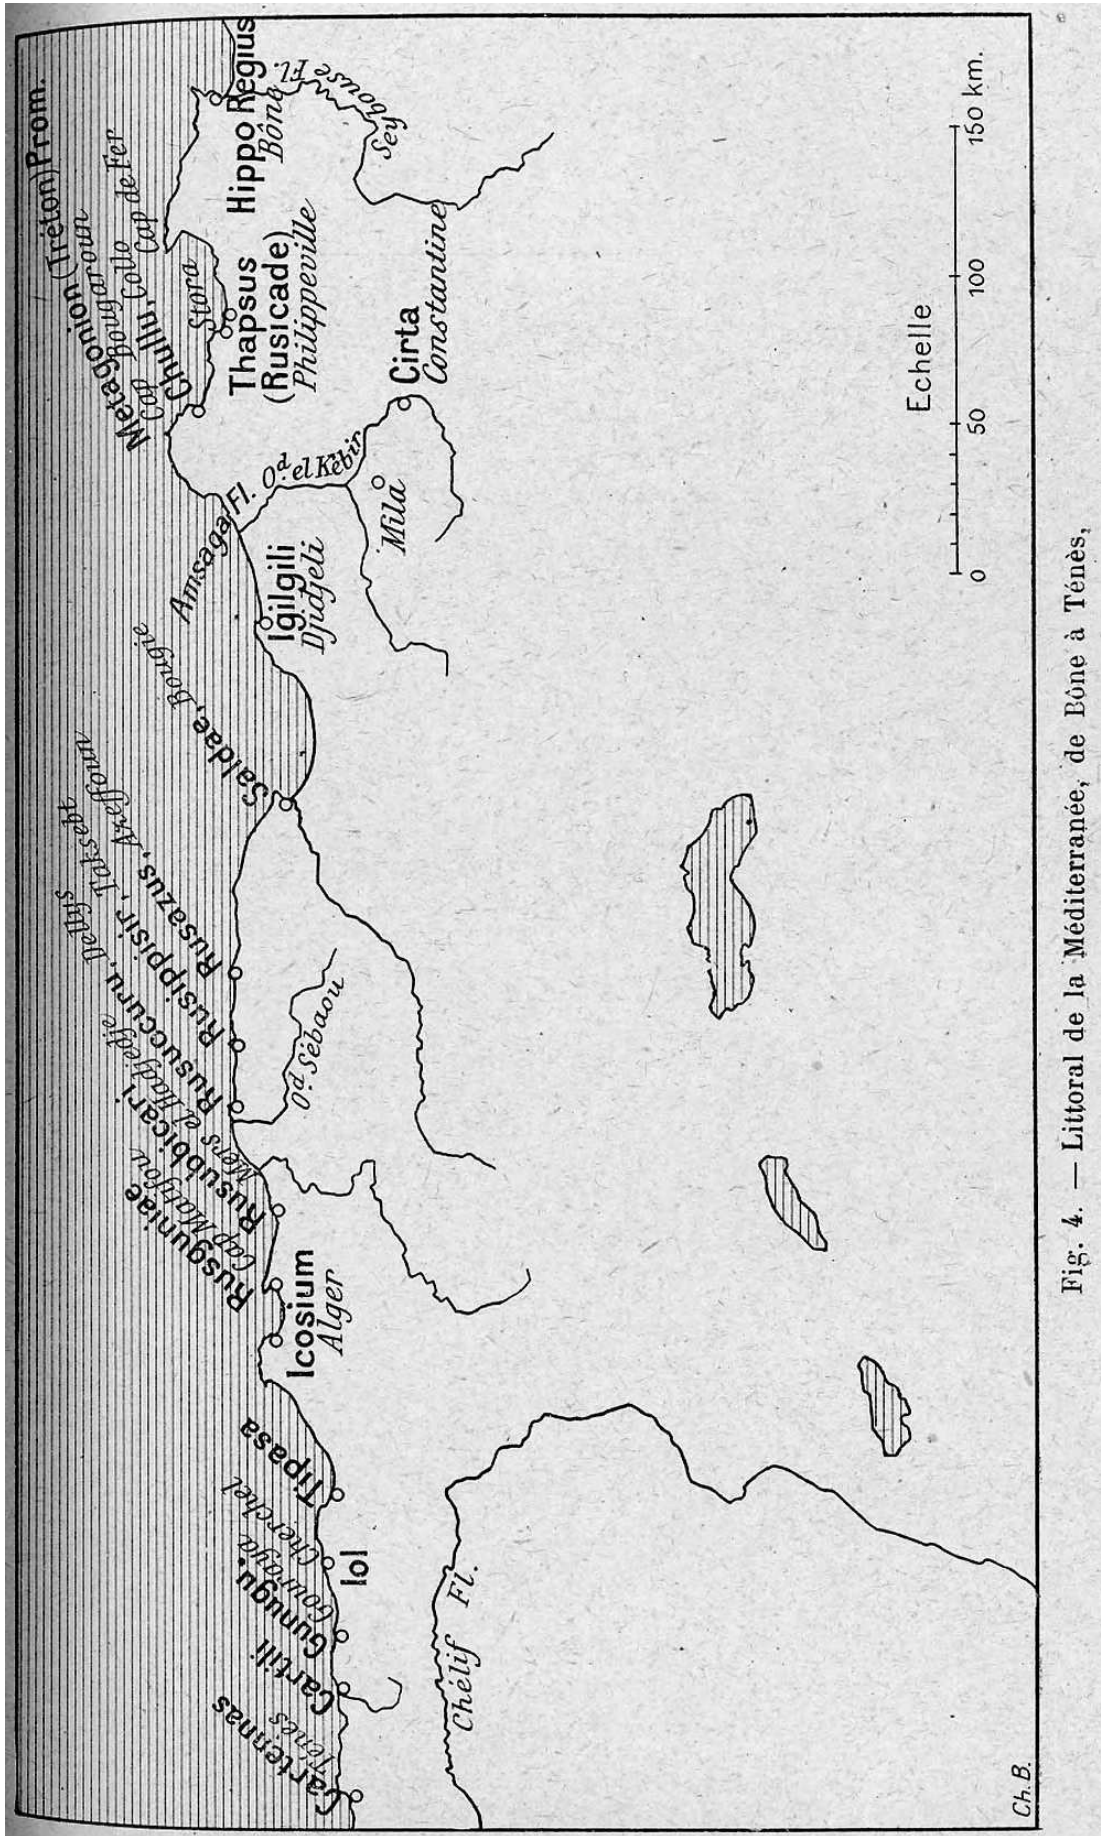 Cartennas
Ténès
Cartili
Gunugu,
Gouraya
Iol
Cherchel
Tipasa
Icosium
Alger
Rusguniae
Cap Matifou
Rusubbicari
Mers el Hadjedje
Rusuccuru, Dellys
Rusippisir, Taksebt
Rusazus, Azeffoun
Od. Sébaou
Saldae, Bougie
Igilgili
Djidjeli
Amsaga Fl.
Od. el Kébir
Mila
Metagonion (Tréton) Prom.
Cap Bougaroun
Chullu, Collo
Cap de Fer
Stora
Thapsus
(Rusicade)
Philippeville
Cirta
Constantine
Hippo Regius
Bône
Seybouse Fl.
Chélif Fl.
Echelle
0 50 100 150 km.
Ch. B.
Fig. 4. — Littoral de la Méditerranée, de Bône à Ténès,